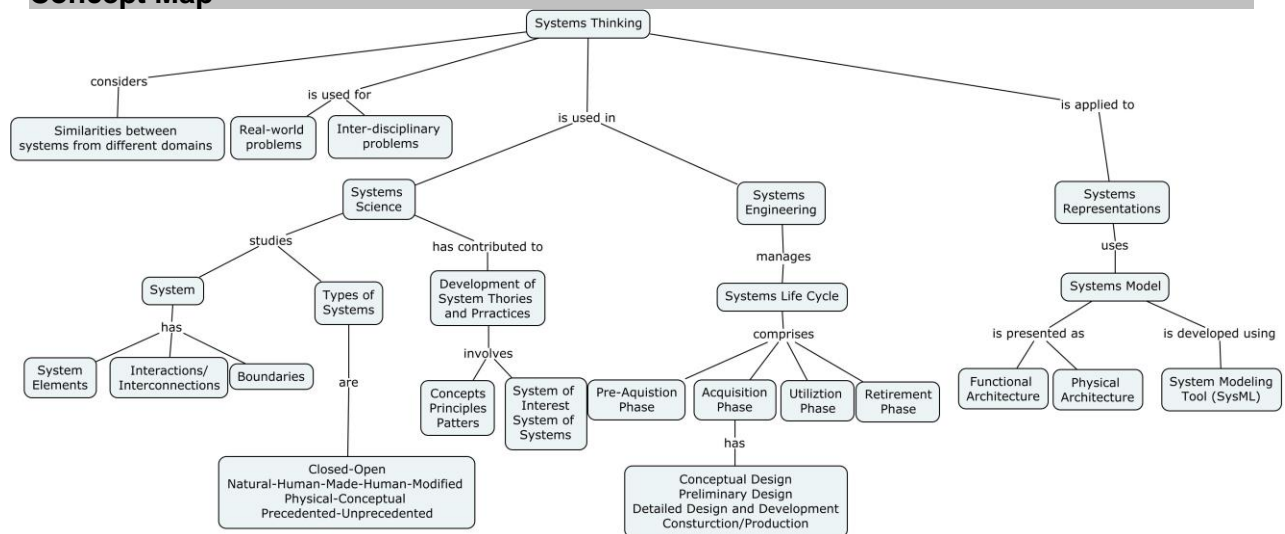 Concept Map
Systems Thinking
considers
is used for
is used in
is applied to
Similarities between
systems from different domains
Real-world
problems
Inter-disciplinary
problems
Systems
Science
Systems
Engineering
Systems
Representations
studies
has contributed to
manages
uses
System
Types of
Systems
Development of
System Thories
and Prractices
Systems Life Cycle
Systems Model
has
are
involves
comprises
is presented as
is developed using
System
Elements
Interactions/
Interconnections
Boundaries
Concepts
Principles
Patters
System of
Interest
System of
Systems
Pre-Aquistion
Phase
Acquisition
Phase
Utiliztion
Phase
Retirement
Phase
Functional
Architecture
Physical
Architecture
System Modeling
Tool (SysML)
has
Closed-Open
Natural-Human-Made-Human-Modified
Physical-Conceptual
Precedented-Unprecedented
Conceptual Design
Preliminary Design
Detailed Design and Development
Consturction/Production